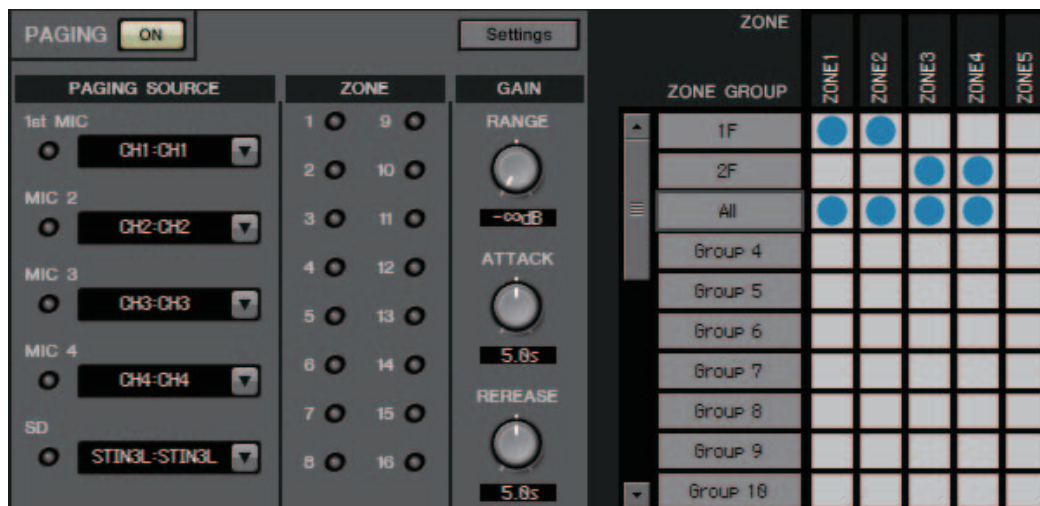 PAGING ON
Settings
PAGING SOURCE
1st MIC
CH1:CH1
MIC 2
CH2:CH2
MIC 3
CH3:CH3
MIC 4
CH4:CH4
SD
STIN3L:STIN3L
ZONE
1 9
2 10
3 11
4 12
5 13
6 14
7 15
8 16
GAIN
RANGE
-∞dB
ATTACK
5.0s
REREASE
5.0s
ZONE
ZONE1
ZONE2
ZONE3
ZONE4
ZONE5
ZONE GROUP
1F
2F
All
Group 4
Group 5
Group 6
Group 7
Group 8
Group 9
Group 10